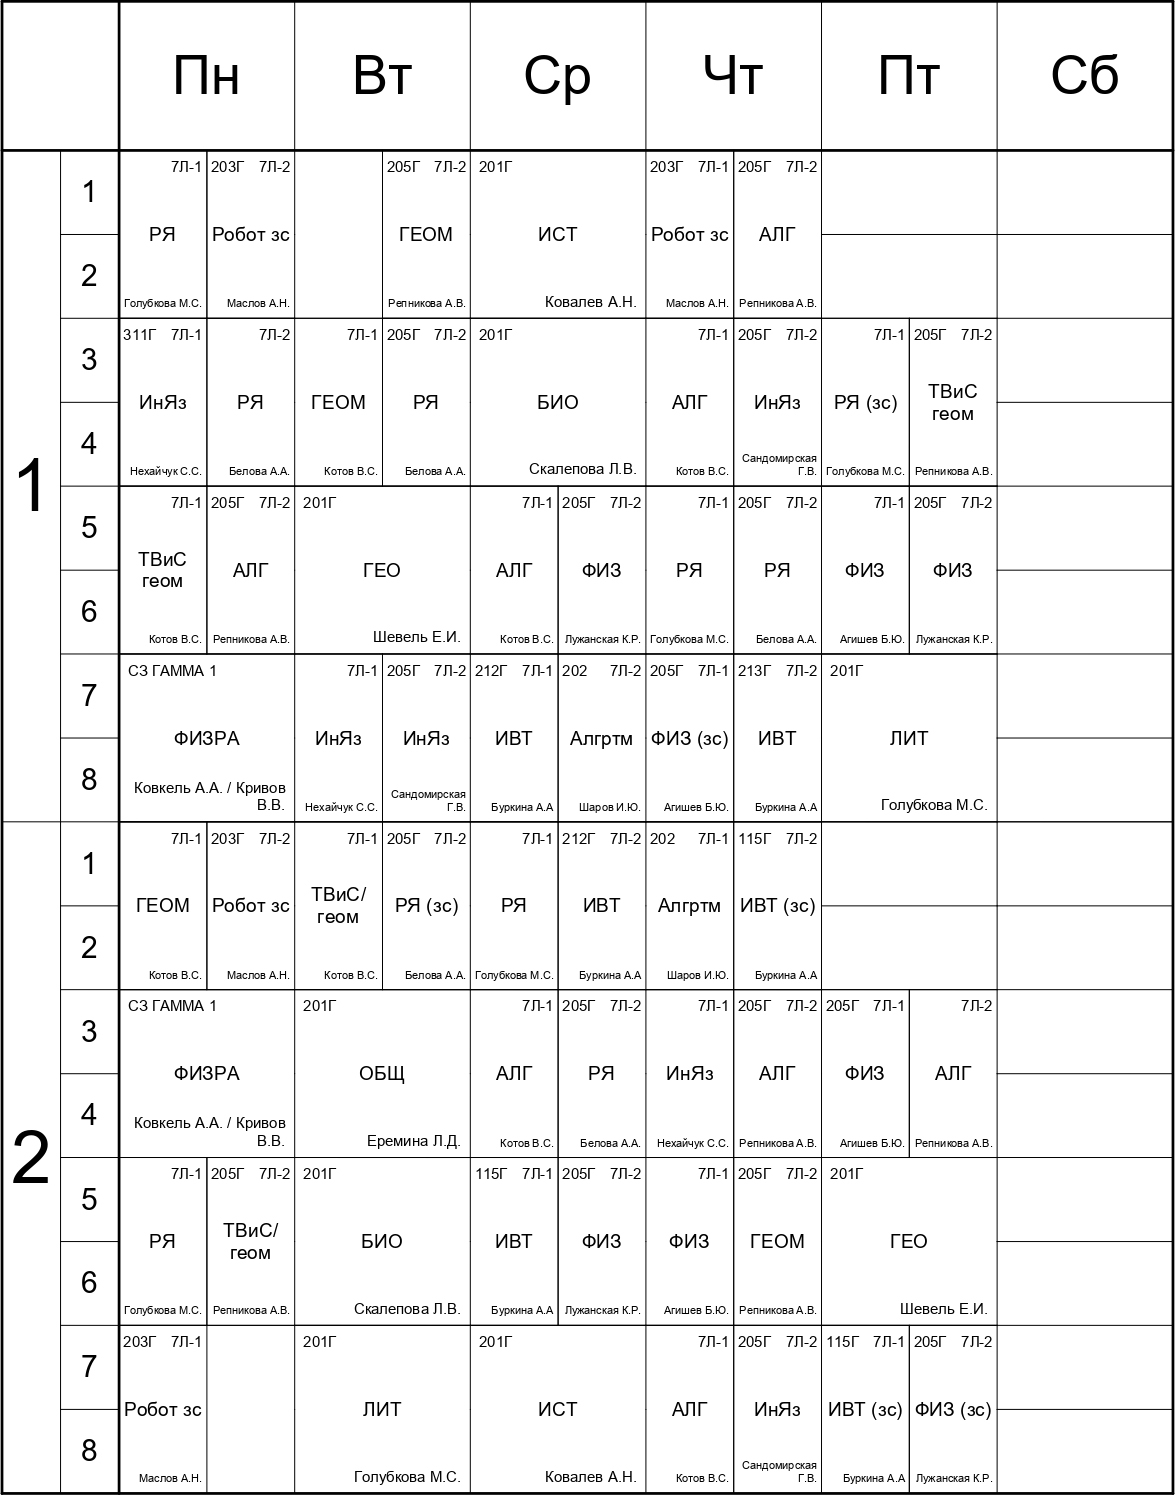 Пн Вт Ср Чт Пт Сб
1
1
7Л-1 203Г 7Л-2 205Г 7Л-2 201Г 203Г 7Л-1 205Г 7Л-2
РЯ Робот зс ГЕОМ ИСТ Робот зс АЛГ
2
Голубкова М.С. Маслов А.Н. Репникова А.В. Ковалев А.Н. Маслов А.Н. Репникова А.В.
3
311Г 7Л-1 7Л-2 7Л-1 205Г 7Л-2 201Г 7Л-1 205Г 7Л-2 7Л-1 205Г 7Л-2
ИнЯз РЯ ГЕОМ РЯ БИО АЛГ ИнЯз РЯ (зс) ТВиС
геом
4
Нехайчук С.С. Белова А.А. Котов В.С. Белова А.А. Скалепова Л.В. Котов В.С. Сандомирская
Г.В. Голубкова М.С. Репникова А.В.
5
7Л-1 205Г 7Л-2 201Г 7Л-1 205Г 7Л-2 7Л-1 205Г 7Л-2 7Л-1 205Г 7Л-2
ТВиС
геом АЛГ ГЕО АЛГ ФИЗ РЯ РЯ ФИЗ ФИЗ
6
Котов В.С. Репникова А.В. Шевель Е.И. Котов В.С. Лужанская К.Р. Голубкова М.С. Белова А.А. Агишев Б.Ю. Лужанская К.Р.
7
СЗ ГАММА 1 7Л-1 205Г 7Л-2 212Г 7Л-1 202 7Л-2 205Г 7Л-1 213Г 7Л-2 201Г
ФИЗРА ИнЯз ИнЯз ИВТ Алгртм ФИЗ (зс) ИВТ ЛИТ
8
Ковкель А.А. / Кривов
В.В. Нехайчук С.С. Сандомирская
Г.В. Буркина А.А Шаров И.Ю. Агишев Б.Ю. Буркина А.А Голубкова М.С.
2
1
7Л-1 203Г 7Л-2 7Л-1 205Г 7Л-2 7Л-1 212Г 7Л-2 202 7Л-1 115Г 7Л-2
ГЕОМ Робот зс ТВиС/
геом РЯ (зс) РЯ ИВТ Алгртм ИВТ (зс)
2
Котов В.С. Маслов А.Н. Котов В.С. Белова А.А. Голубкова М.С. Буркина А.А Шаров И.Ю. Буркина А.А
3
СЗ ГАММА 1 201Г 7Л-1 205Г 7Л-2 7Л-1 205Г 7Л-2 205Г 7Л-1 7Л-2
ФИЗРА ОБЩ АЛГ РЯ ИнЯз АЛГ ФИЗ АЛГ
4
Ковкель А.А. / Кривов
В.В. Еремина Л.Д. Котов В.С. Белова А.А. Нехайчук С.С. Репникова А.В. Агишев Б.Ю. Репникова А.В.
5
7Л-1 205Г 7Л-2 201Г 115Г 7Л-1 205Г 7Л-2 7Л-1 205Г 7Л-2 201Г
РЯ ТВиС/
геом БИО ИВТ ФИЗ ФИЗ ГЕОМ ГЕО
6
Голубкова М.С. Репникова А.В. Скалепова Л.В. Буркина А.А Лужанская К.Р. Агишев Б.Ю. Репникова А.В. Шевель Е.И.
7
203Г 7Л-1 201Г 201Г 7Л-1 205Г 7Л-2 115Г 7Л-1 205Г 7Л-2
Робот зс ЛИТ ИСТ АЛГ ИнЯз ИВТ (зс) ФИЗ (зс)
8
Маслов А.Н. Голубкова М.С. Ковалев А.Н. Котов В.С. Сандомирская
Г.В. Буркина А.А Лужанская К.Р.